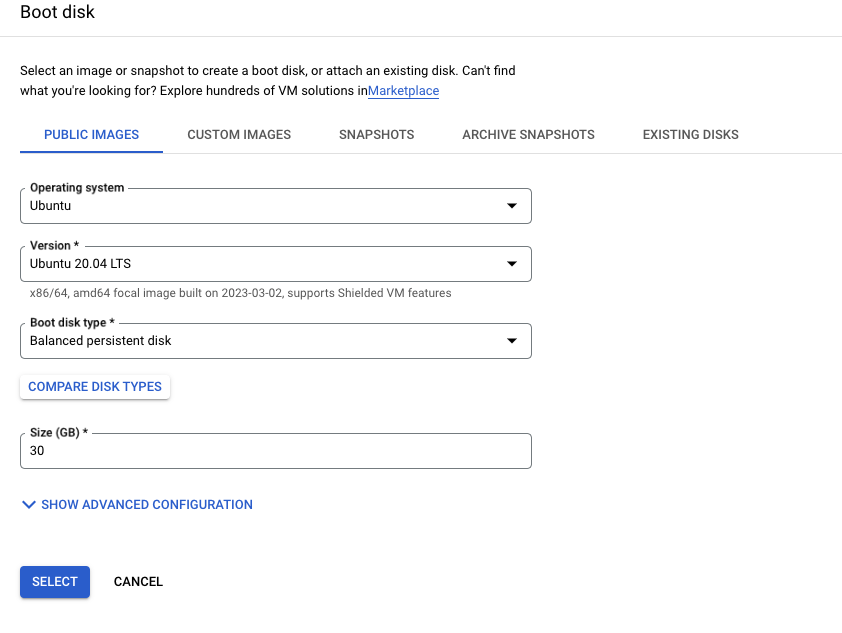 Boot disk
Select an image or snapshot to create a boot disk, or attach an existing disk. Can't find
what you're looking for? Explore hundreds of VM solutions inMarketplace
PUBLIC IMAGES CUSTOM IMAGES SNAPSHOTS ARCHIVE SNAPSHOTS EXISTING DISKS
Operating system
Ubuntu
Version *
Ubuntu 20.04 LTS
x86/64, amd64 focal image built on 2023-03-02, supports Shielded VM features
Boot disk type *
Balanced persistent disk
COMPARE DISK TYPES
Size (GB) *
30
SHOW ADVANCED CONFIGURATION
SELECT CANCEL